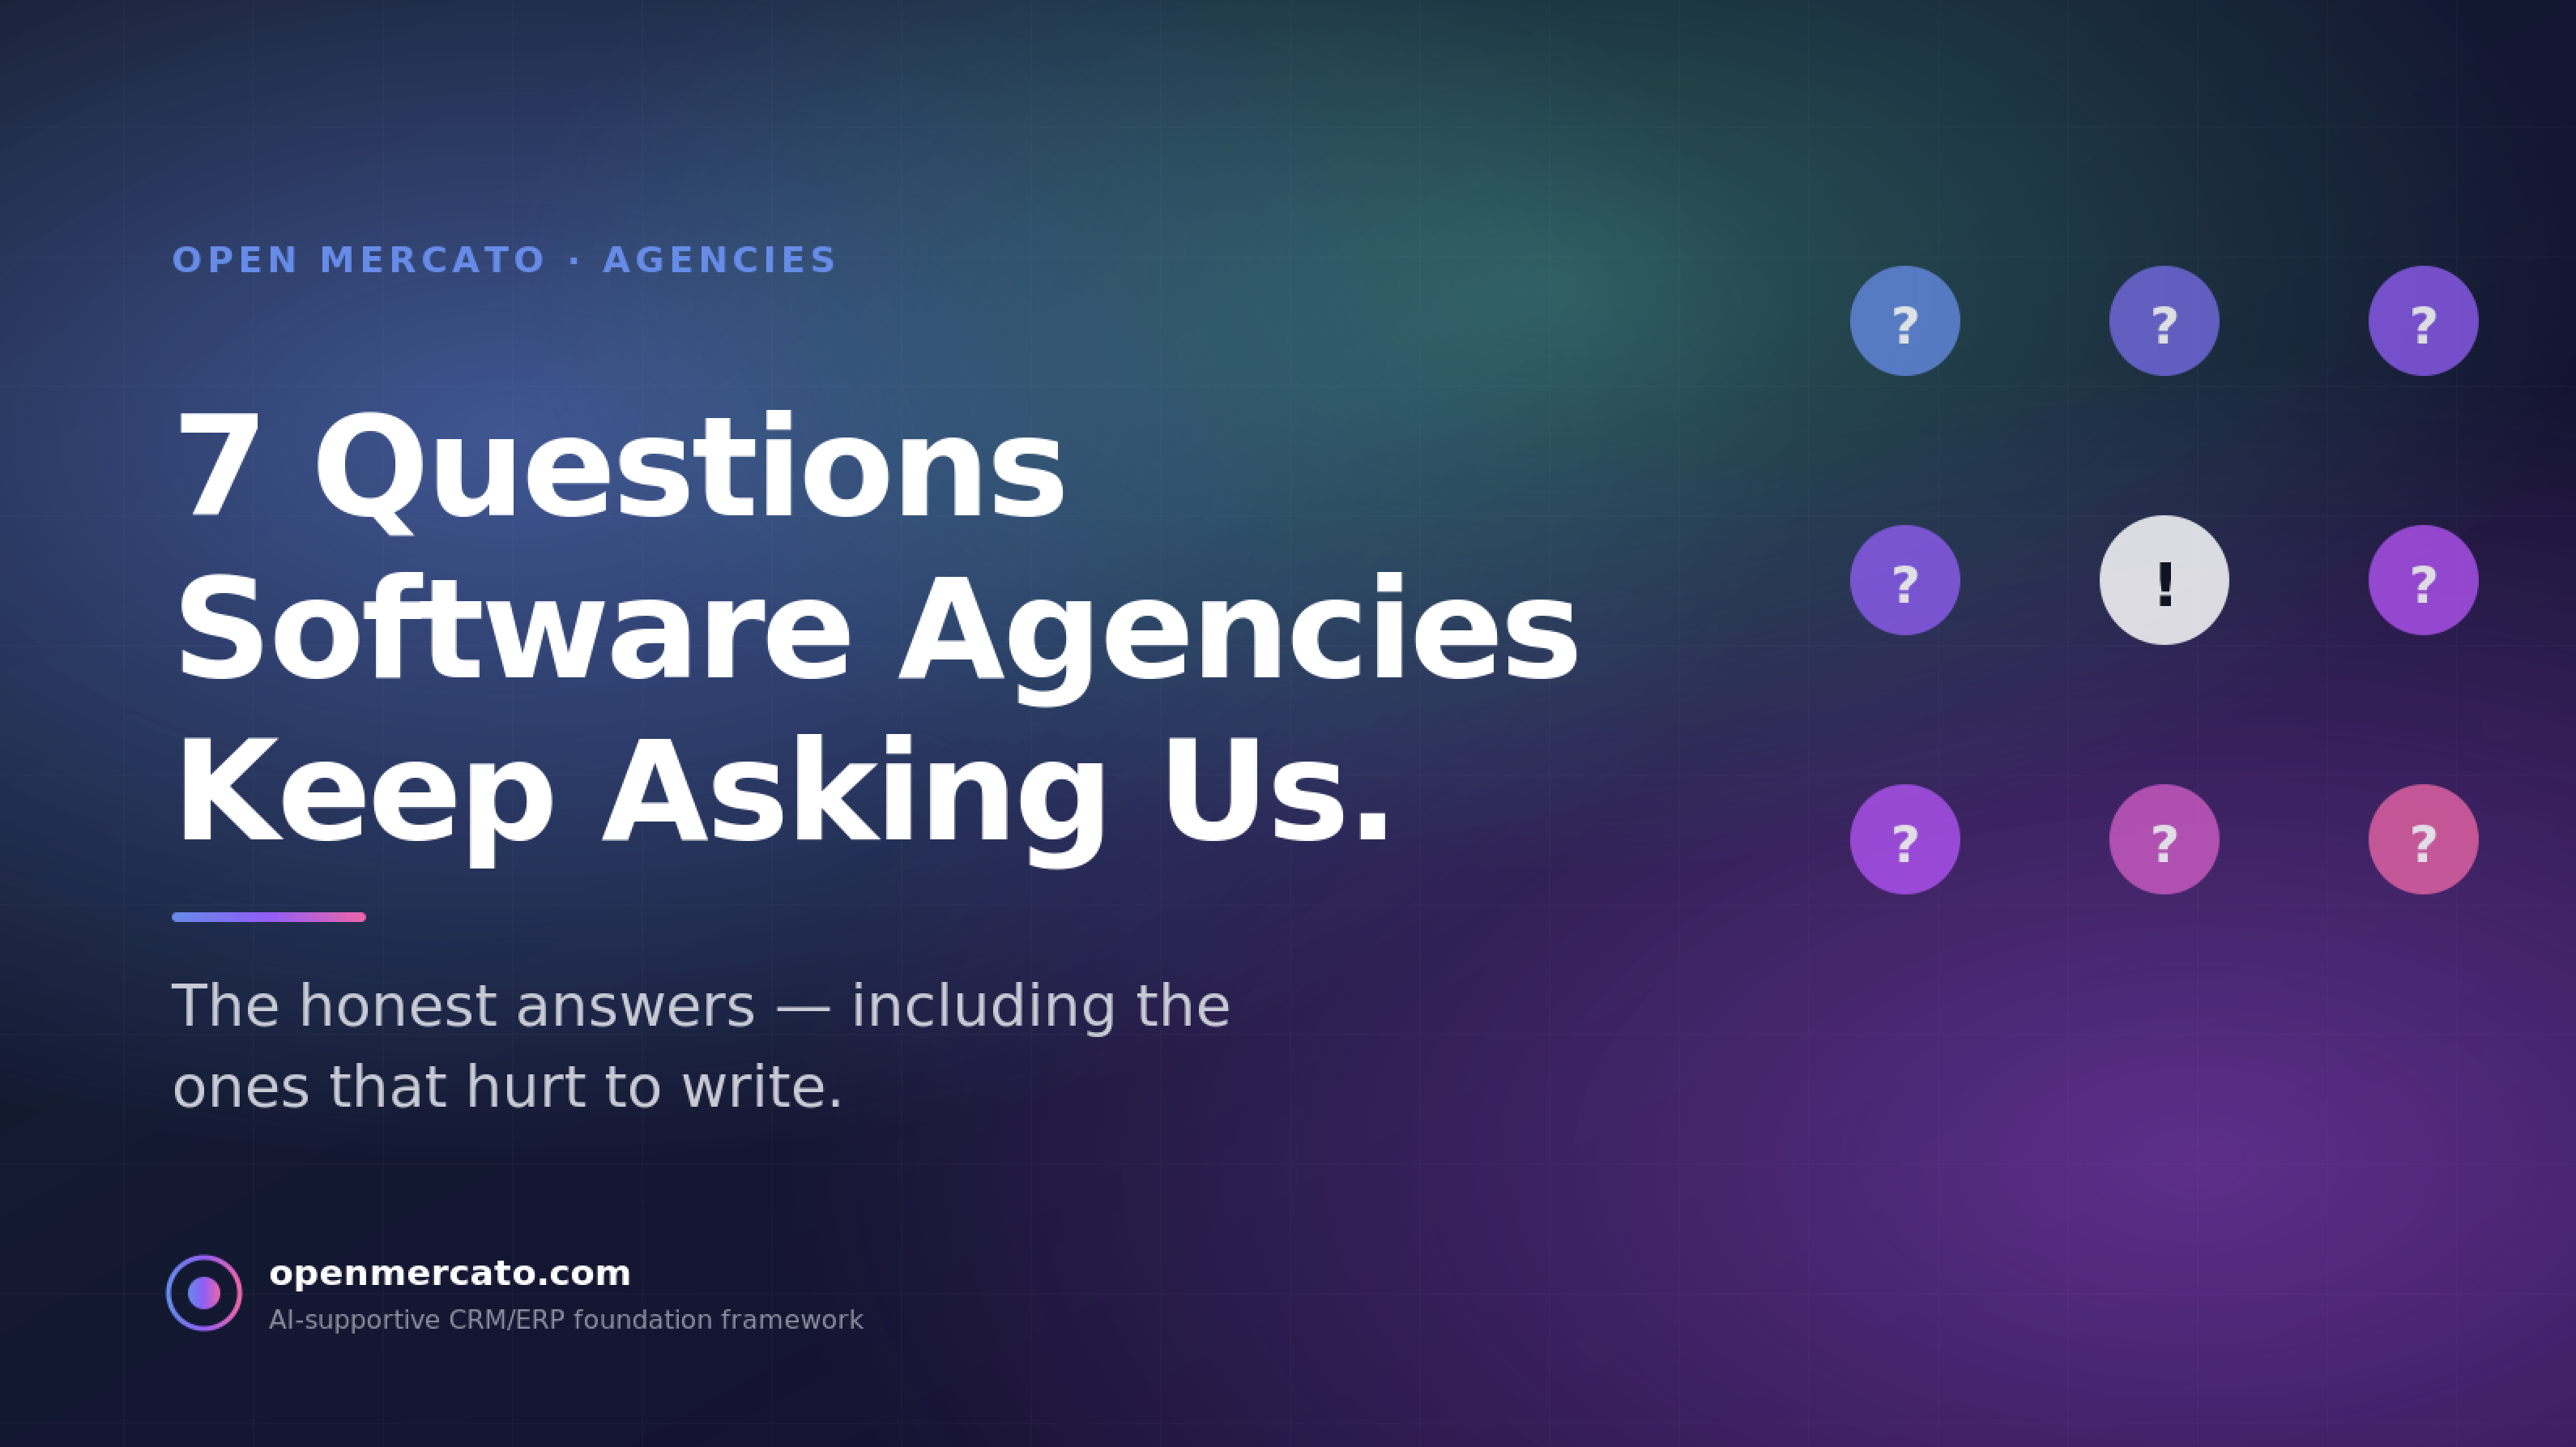 OPEN MERCATO · AGENCIES
7 Questions
Software Agencies
Keep Asking Us.
The honest answers — including the
ones that hurt to write.
? ? ?
? ! ?
? ? ?
openmercato.com
AI-supportive CRM/ERP foundation framework